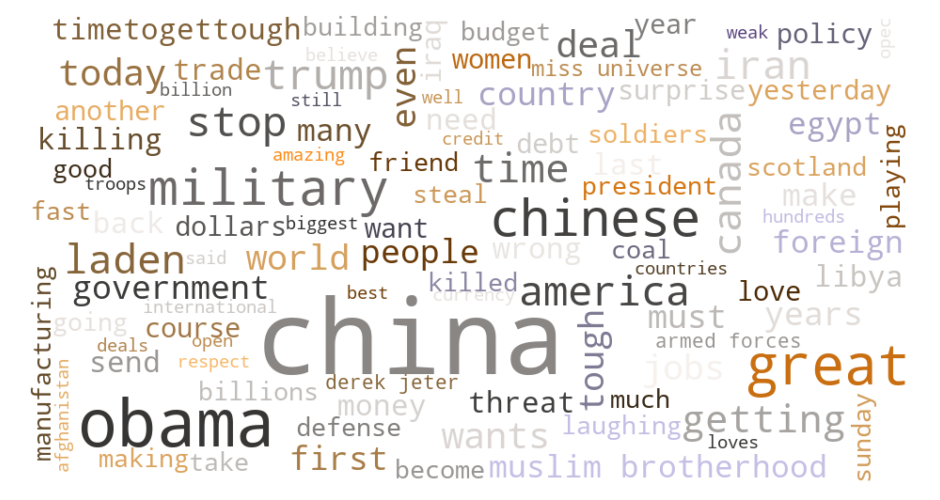 timetogettough
building
budget
deal
year
weak
policy
opec
believe
iraq
today
trade
trump
even
women
miss universe
iran
billion
still
well
country
surprise
yesterday
another
stop
many
need
killing
credit
debt
soldiers
canada
egypt
good
amazing
friend
time
last
scotland
playing
troops
military
steal
president
make
fast
back
dollars
biggest
want
chinese
hundreds
laden
said
world
people
wrong
coal
foreign
government
killed
countries
america
love
libya
manufacturing
international
best
currency
china
must
years
going
course
tough
deals
open
armed forces
send
respect
jobs
great
afghanistan
billions
derek jeter
money
threat
much
obama
defense
wants
laughing
getting
loves
sunday
making
take
first
become
muslim brotherhood